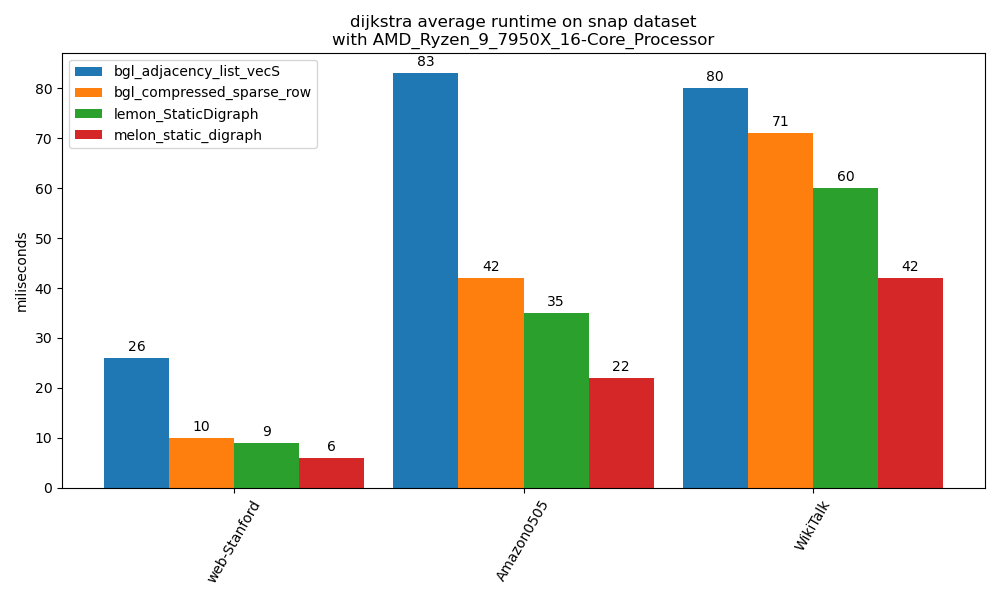 dijkstra average runtime on snap dataset
with AMD_Ryzen_9_7950X_16-Core_Processor
bgl_adjacency_list_vecS
bgl_compressed_sparse_row
lemon_StaticDigraph
melon_static_digraph
miliseconds
80
70
60
50
40
30
20
10
0
26
10
9
6
83
42
35
22
80
71
60
42
web-Stanford
Amazon0505
WikiTalk